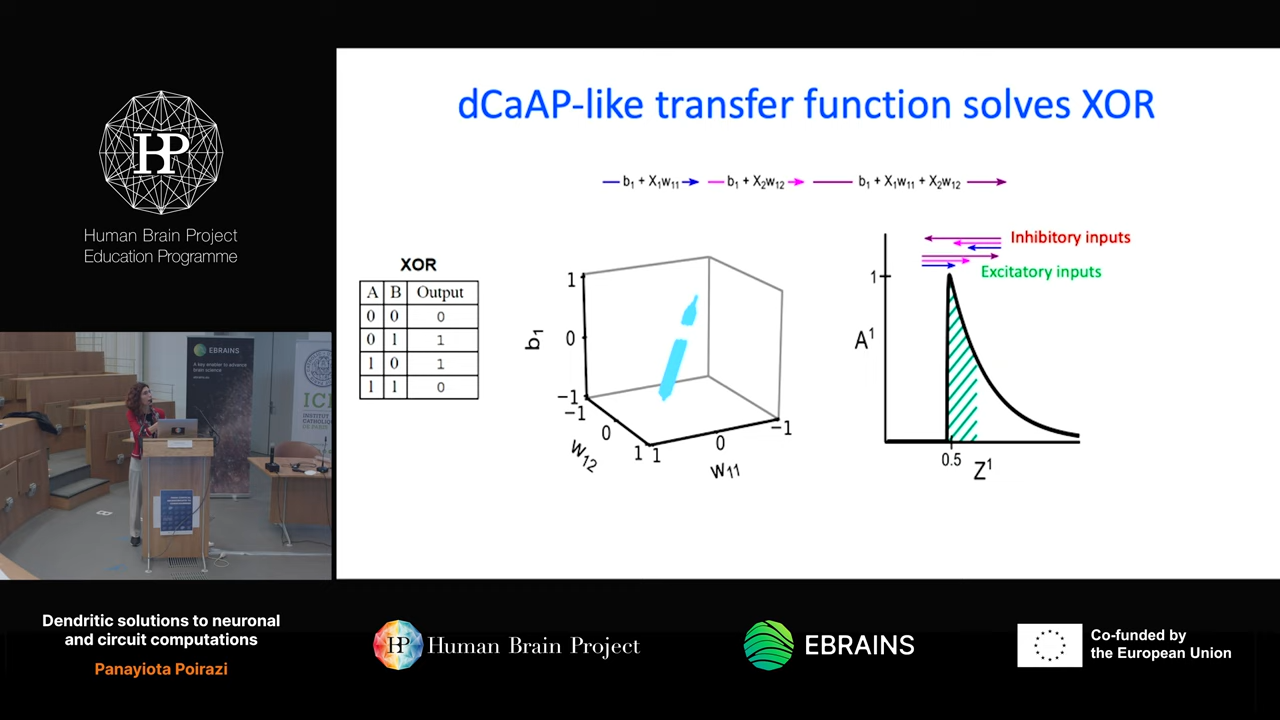 dCaAP-like transfer function solves XOR
b₁ + X₁w₁₁
b₁ + X₂w₁₂
b₁ + X₁w₁₁ + X₂w₁₂
HP
Human Brain Project
Education Programme
XOR
A B Output
0 0 0
0 1 1
1 0 1
1 1 0
1
0
−1
b₁
−1
0
1
w₁₂
1
0
−1
w₁₁
Inhibitory inputs
Excitatory inputs
1
A¹
0.5
Z¹
EBRAINS
ICP
Dendritic solutions to neuronal
and circuit computations
Panayiota Poirazi
HP
Human Brain Project
EBRAINS
Co-funded by
the European Union